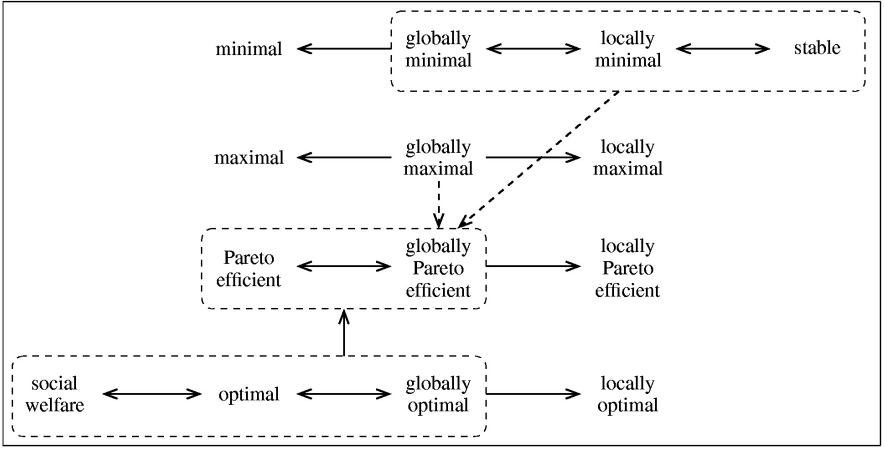 minimal
globally
minimal
locally
minimal
stable
maximal
globally
maximal
locally
maximal
Pareto
efficient
globally
Pareto
efficient
locally
Pareto
efficient
social
welfare
optimal
globally
optimal
locally
optimal